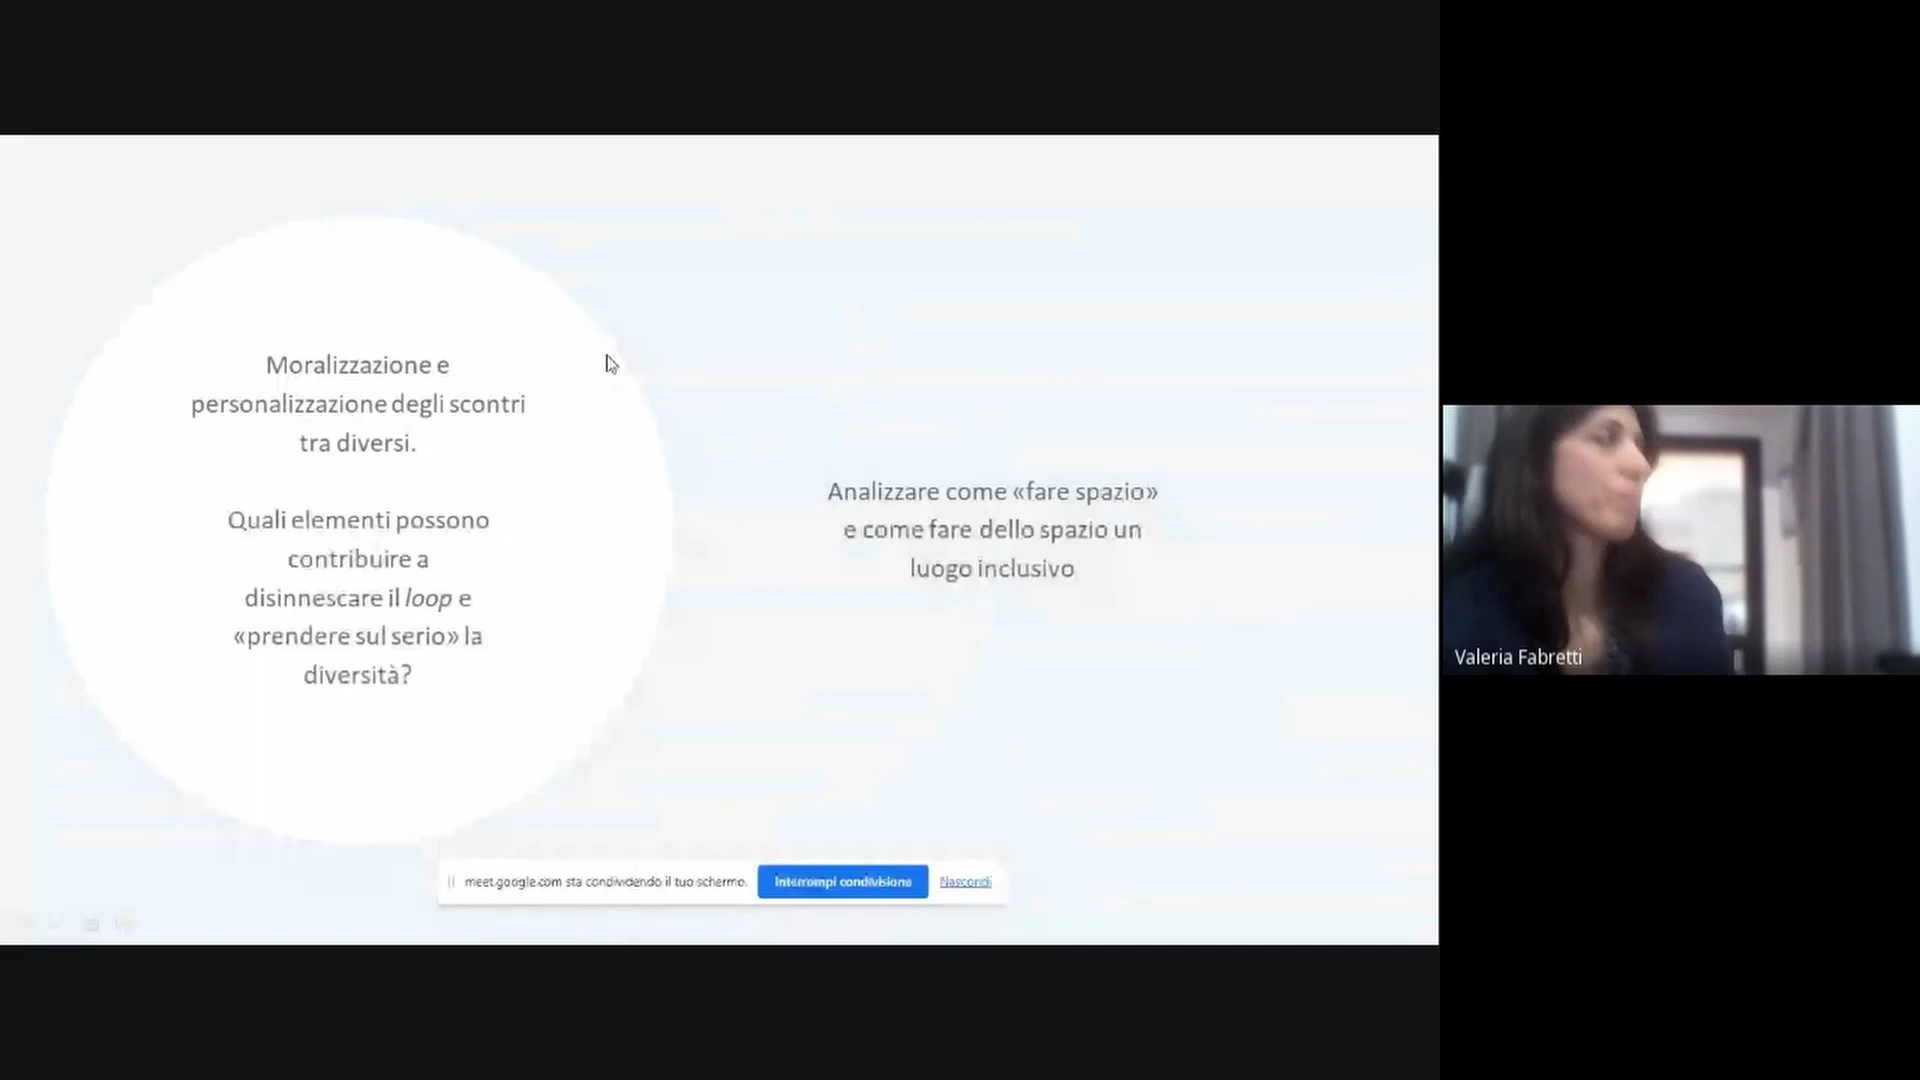 Moralizzazione e
personalizzazione degli scontri
tra diversi.
Quali elementi possono
contribuire a
disinnescare il loop e
«prendere sul serio» la
diversità?
Analizzare come «fare spazio»
e come fare dello spazio un
luogo inclusivo
meet.google.com sta condividendo il tuo schermo.
Interrompi condivisione
Nascondi
Valeria Fabretti